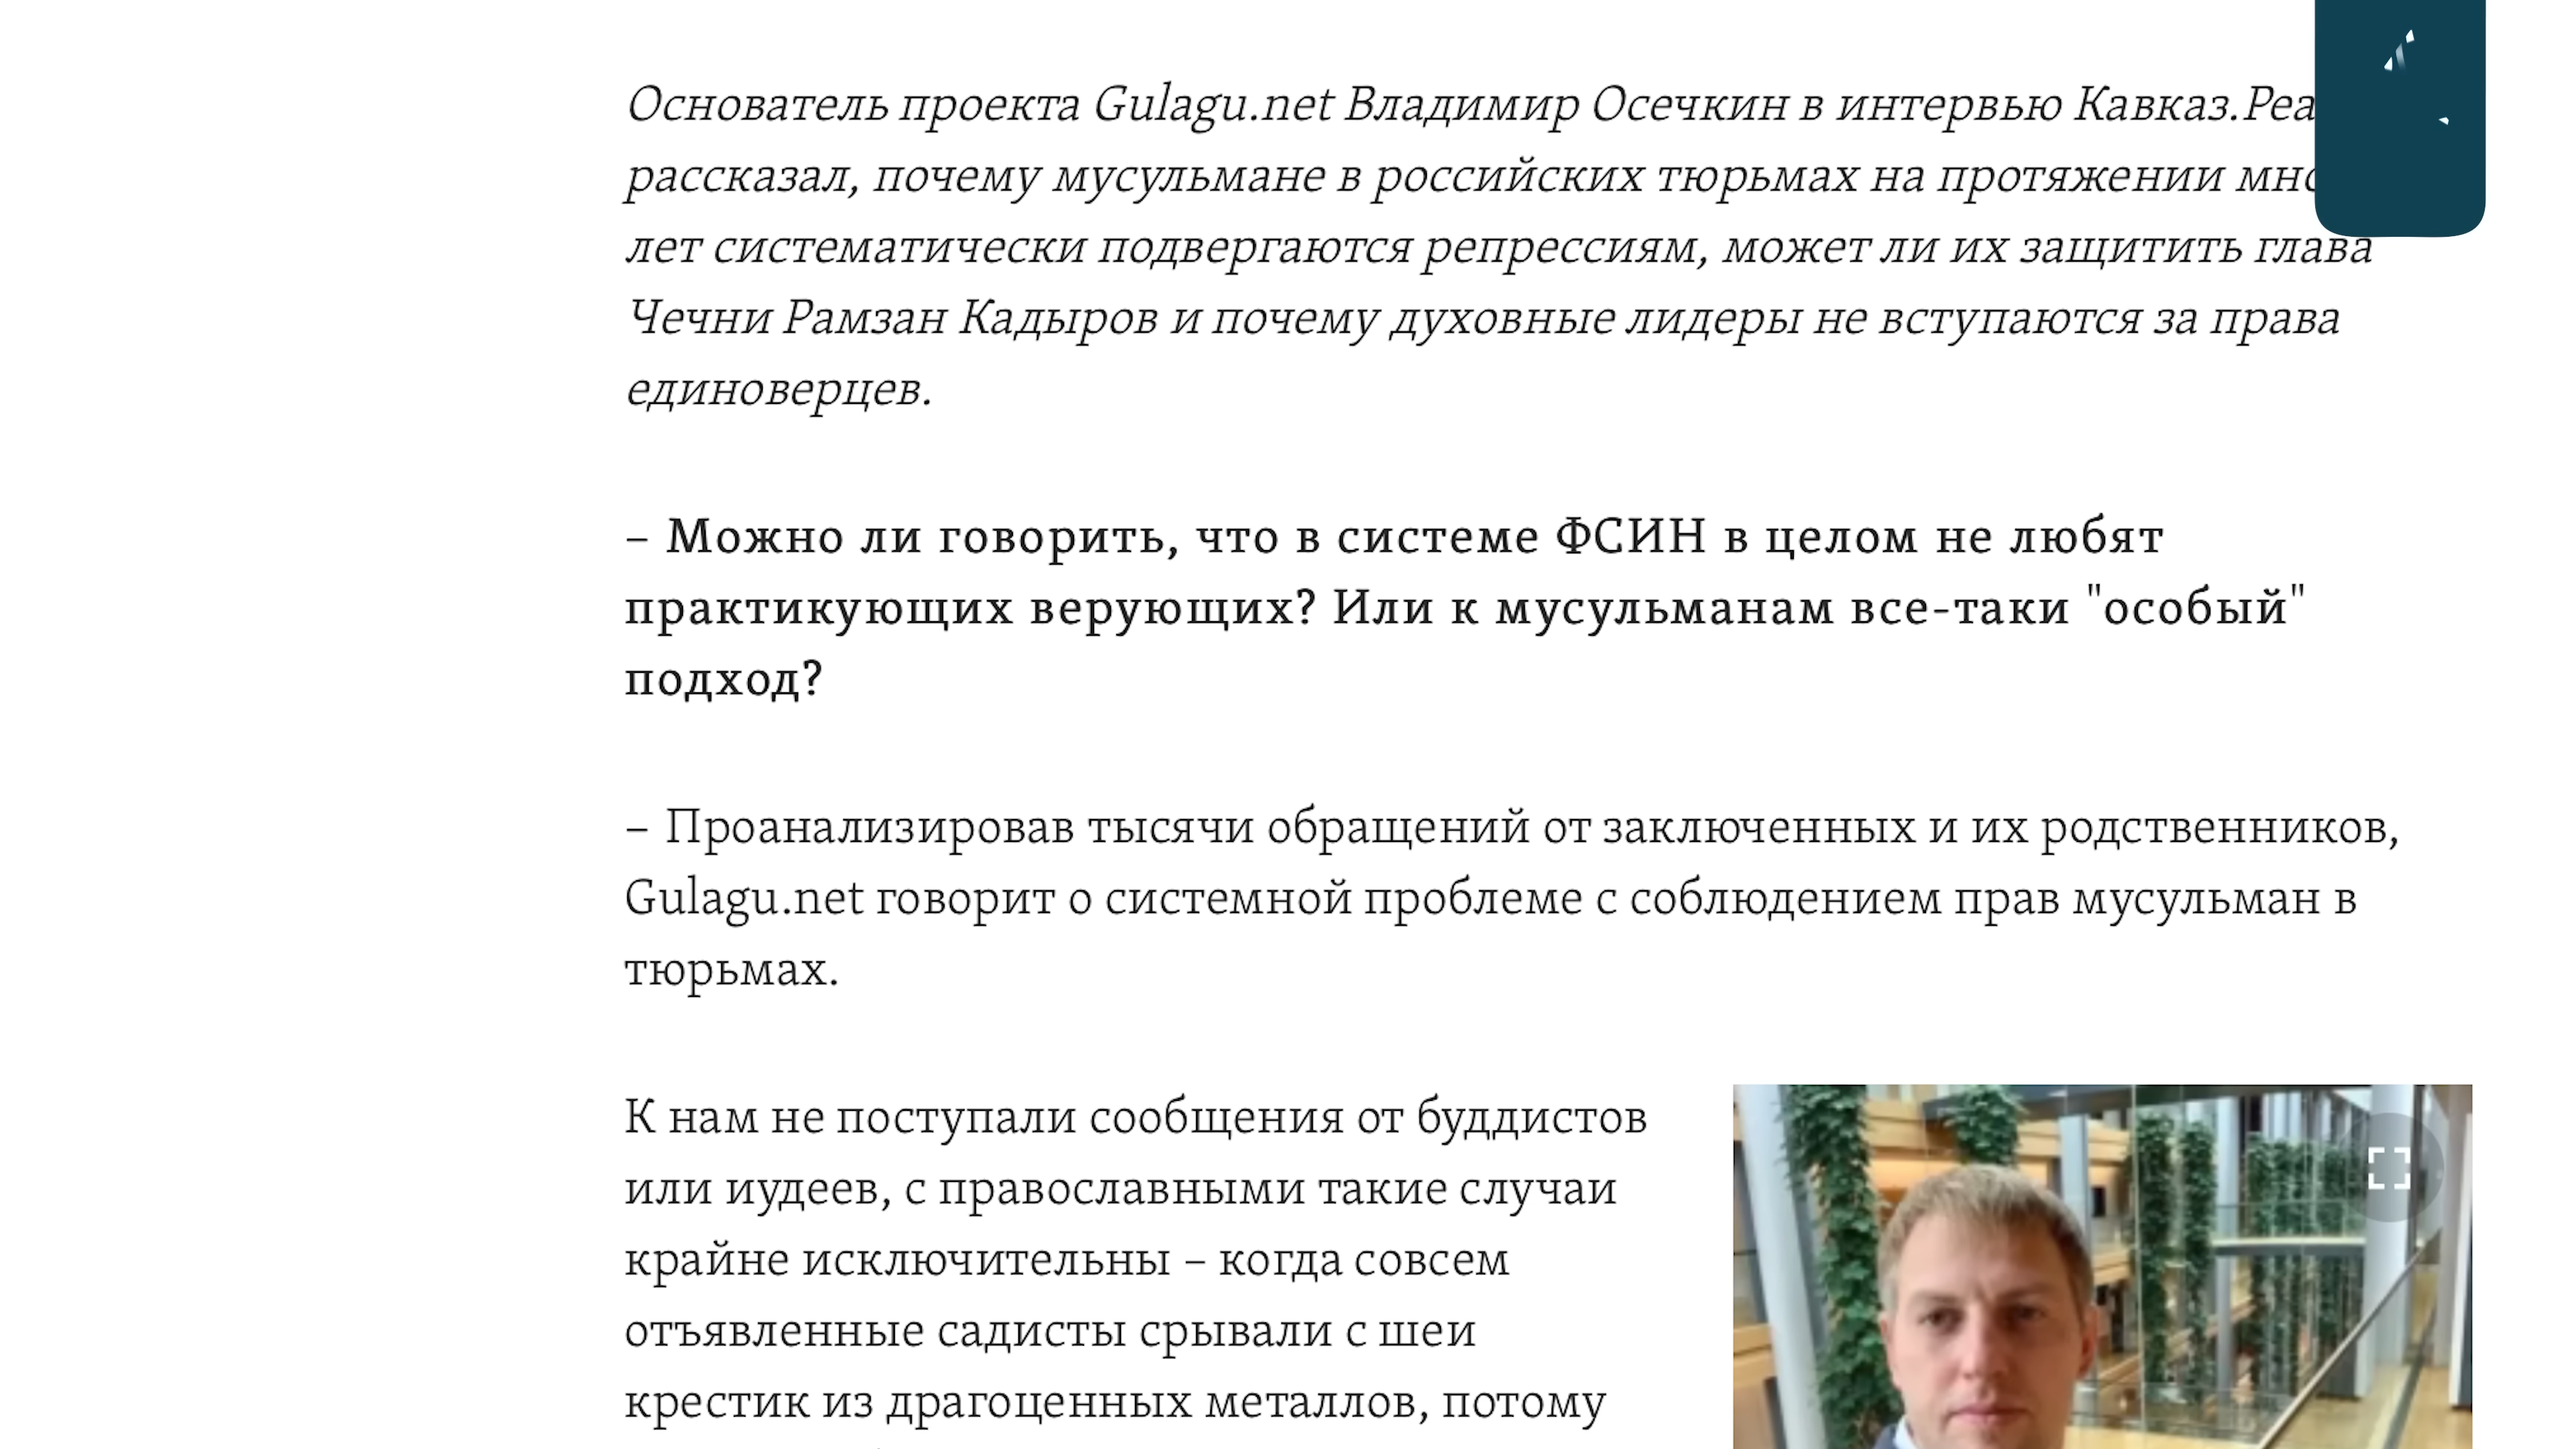 Основатель проекта Gulagu.net Владимир Осечкин в интервью Кавказ.Реа
рассказал, почему мусульмане в российских тюрьмах на протяжении
лет систематически подвергаются репрессиям, может ли их защитить глава
Чечни Рамзан Кадыров и почему духовные лидеры не вступаются за права
единоверцев.
– Можно ли говорить, что в системе ФСИН в целом не любят
практикующих верующих? Или к мусульманам все-таки "особый"
подход?
– Проанализировав тысячи обращений от заключенных и их родственников,
Gulagu.net говорит о системной проблеме с соблюдением прав мусульман в
тюрьмах.
К нам не поступали сообщения от буддистов
или иудеев, с православными такие случаи
крайне исключительны – когда совсем
отъявленные садисты срывали с шеи
крестик из драгоценных металлов, потому